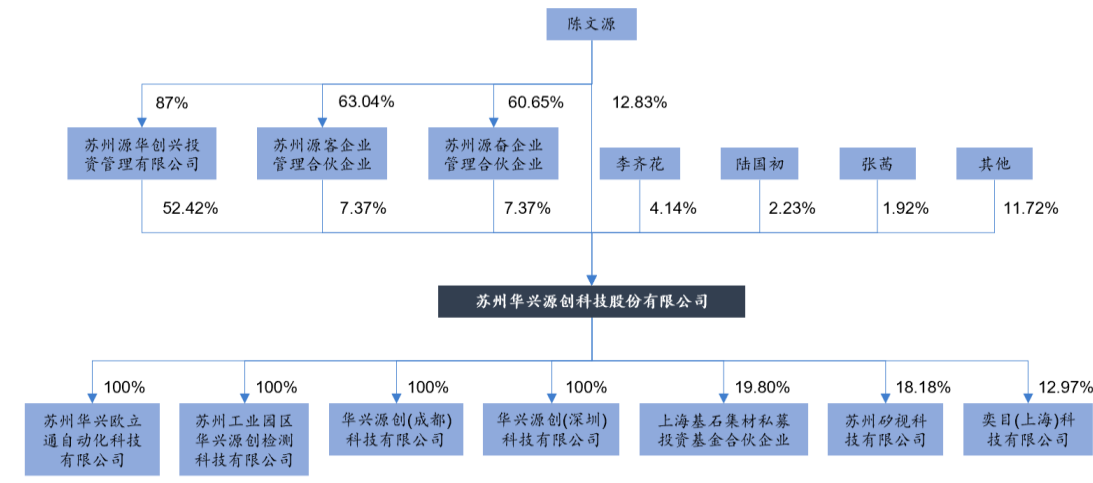 陈文源
87%
63.04%
60.65%
12.83%
苏州源华创兴投
资管理有限公司
苏州源客企业
管理合伙企业
苏州源奋企业
管理合伙企业
李齐花
陆国初
张茜
其他
52.42%
7.37%
7.37%
4.14%
2.23%
1.92%
11.72%
苏州华兴源创科技股份有限公司
100%
100%
100%
100%
19.80%
18.18%
12.97%
苏州华兴欧立
通自动化科技
有限公司
苏州工业园区
华兴源创检测
科技有限公司
华兴源创(成都)
科技有限公司
华兴源创(深圳)
科技有限公司
上海基石集材私募
投资基金合伙企业
苏州矽视科
技有限公司
奕目(上海)科
技有限公司